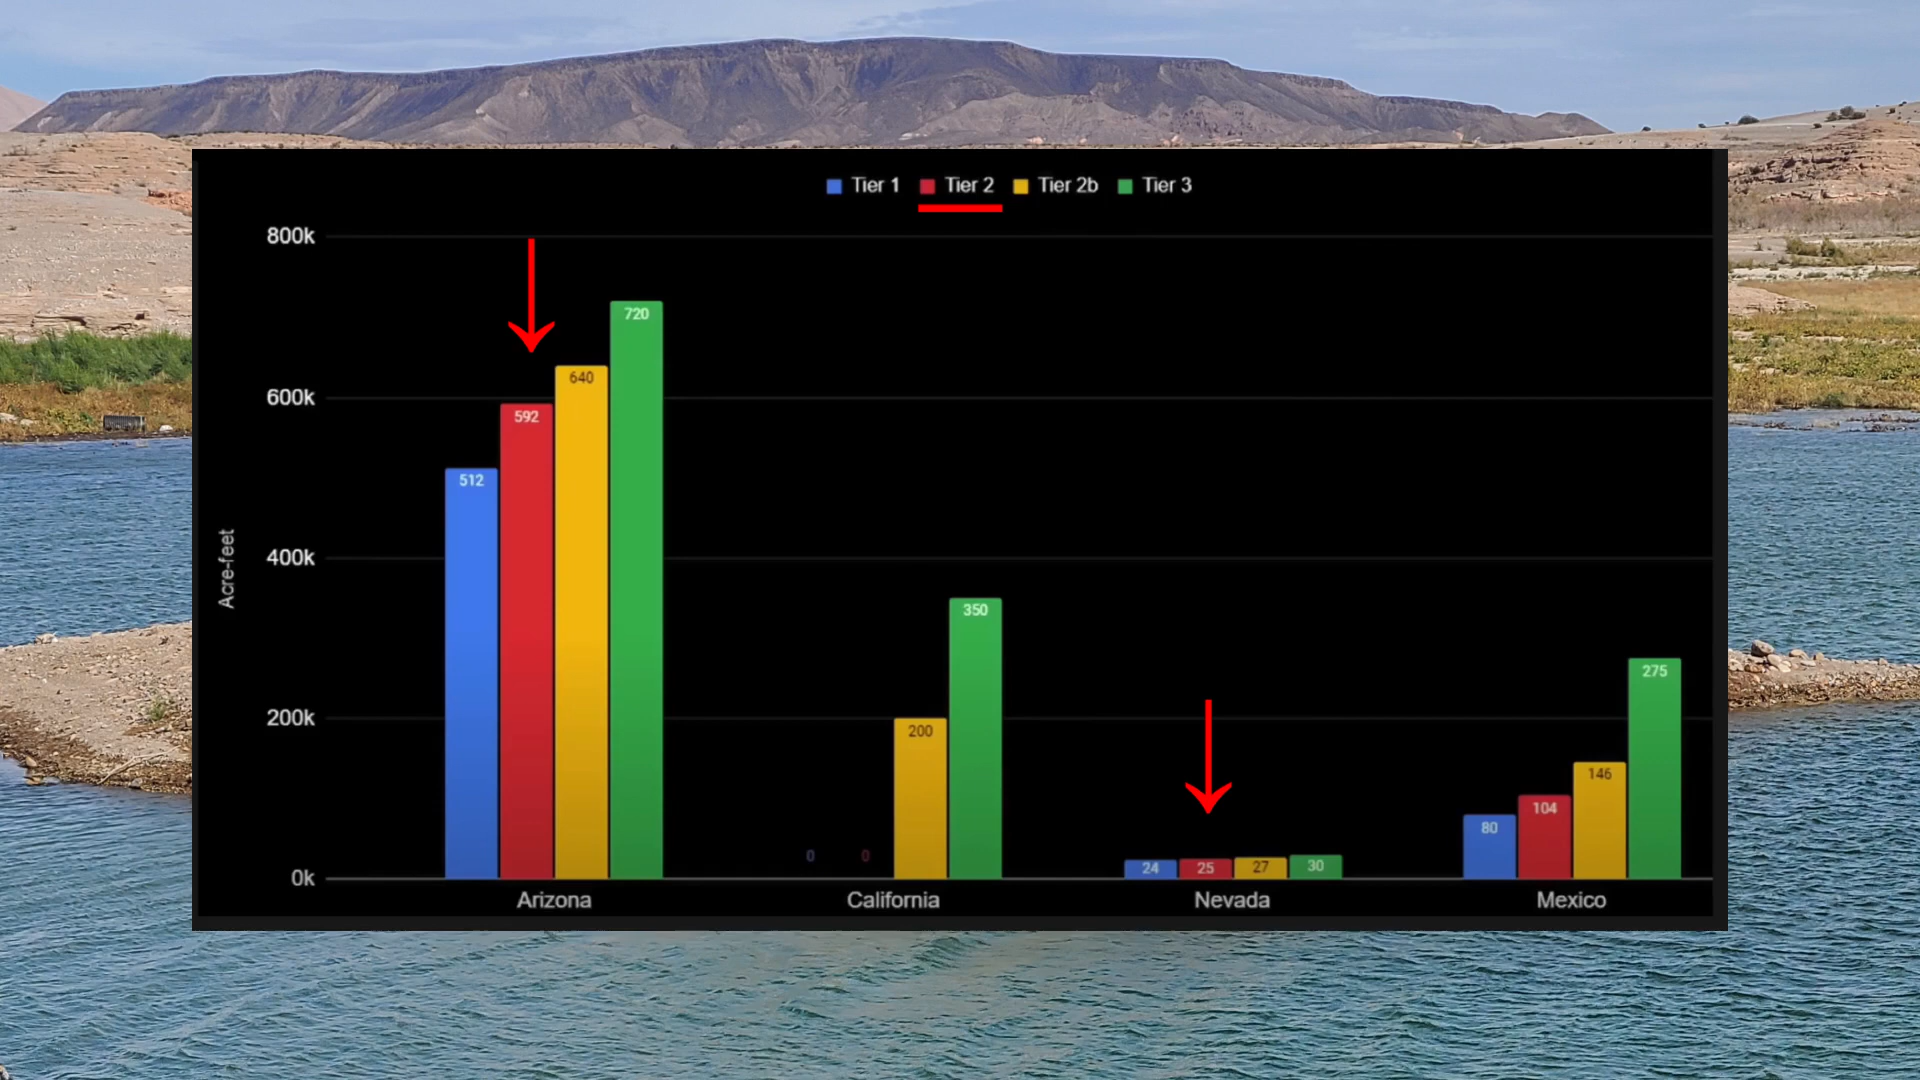 Tier 1 Tier 2 Tier 2b Tier 3
800k
600k
400k
200k
0k
Acre-feet
512 592 640 720
0 0 200 350
24 25 27 30
80 104 146 275
Arizona California Nevada Mexico